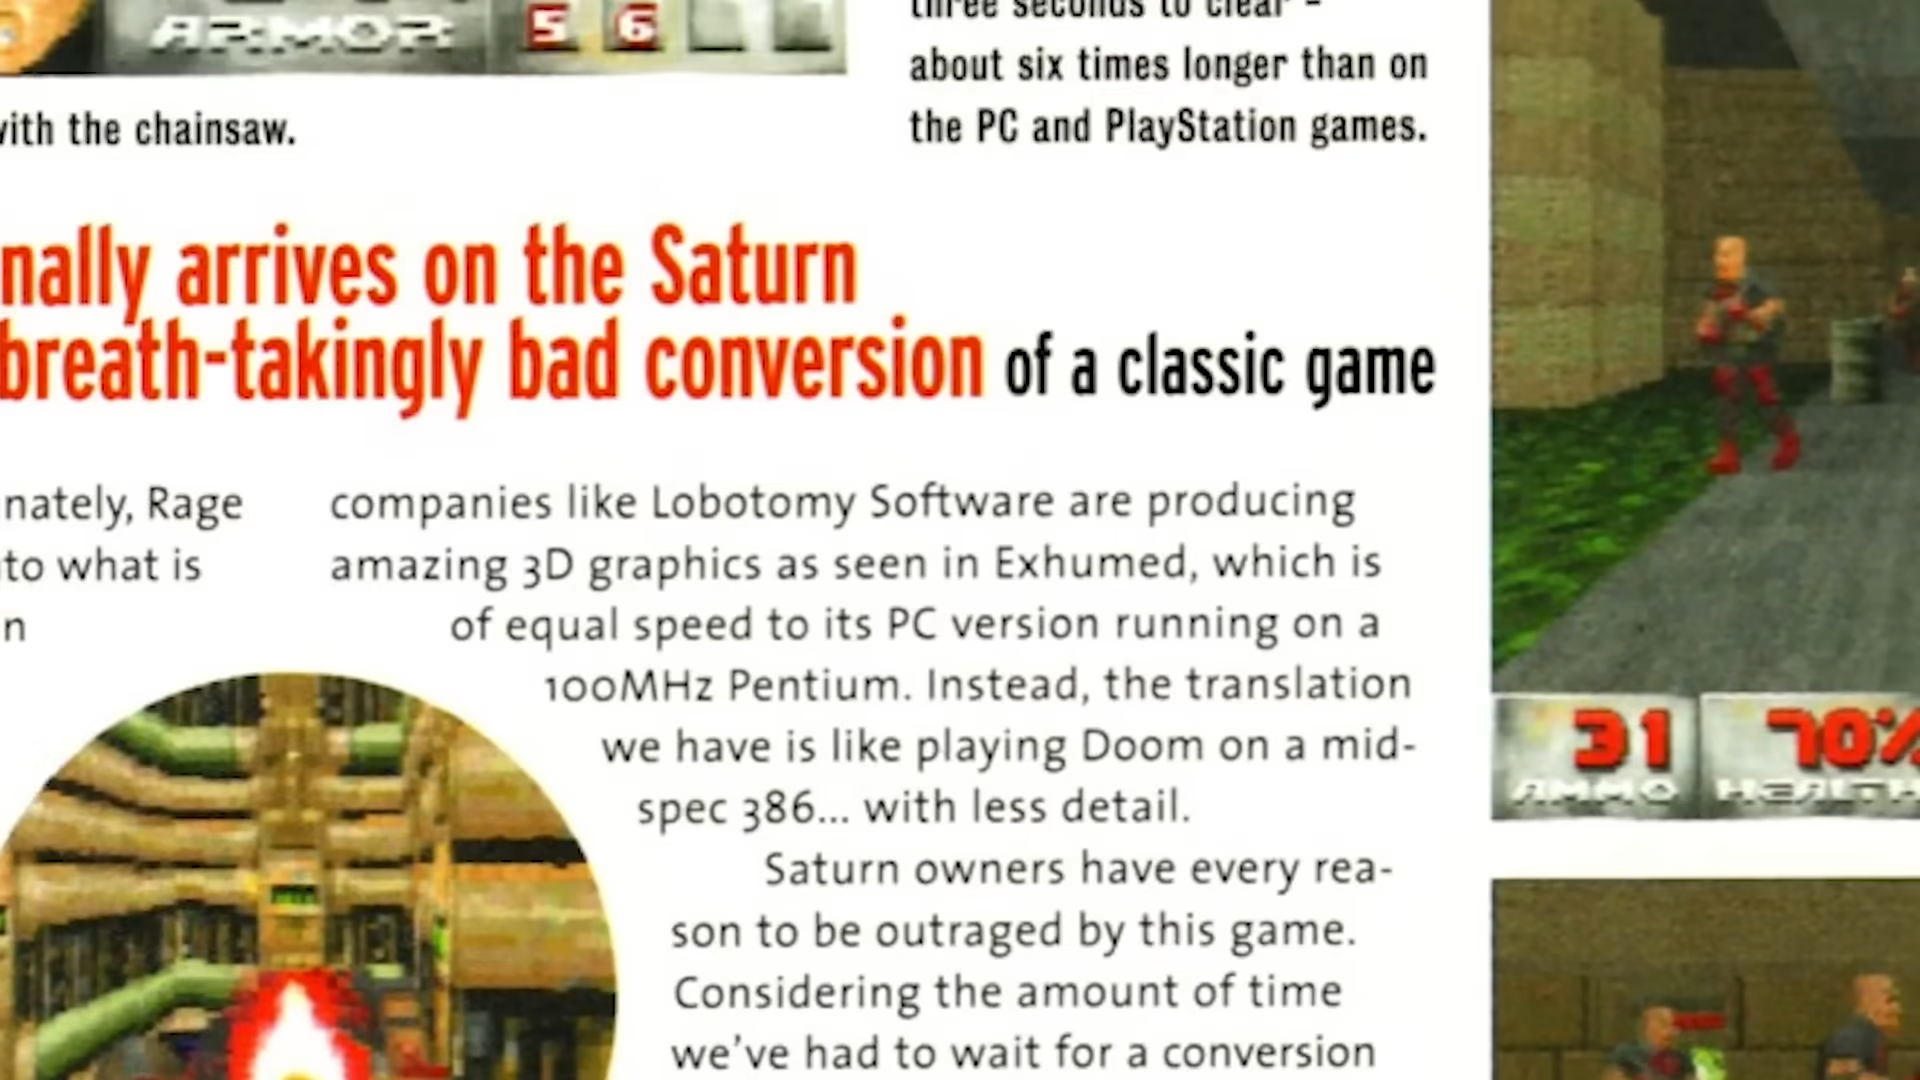 ARMOR
5 6
with the chainsaw.
three seconds to clear –
about six times longer than on
the PC and PlayStation games.
nally arrives on the Saturn
breath-takingly bad conversion of a classic game
nately, Rage
to what is
n
companies like Lobotomy Software are producing
amazing 3D graphics as seen in Exhumed, which is
of equal speed to its PC version running on a
100MHz Pentium. Instead, the translation
we have is like playing Doom on a mid-
spec 386... with less detail.
Saturn owners have every rea-
son to be outraged by this game.
Considering the amount of time
we've had to wait for a conversion
31
AMMO
70%
HEALTH